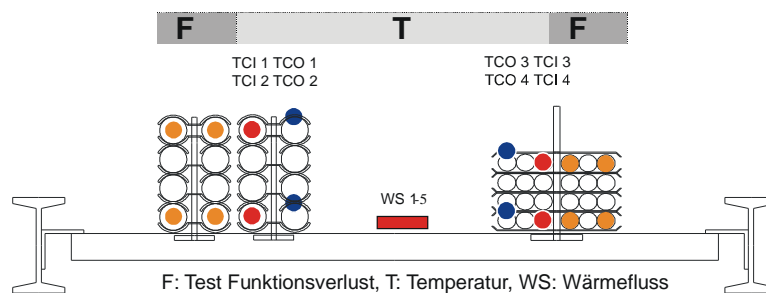 F T F
TCI 1 TCO 1 TCO 3 TCI 3
TCI 2 TCO 2 TCO 4 TCI 4
WS 1-5
F: Test Funktionsverlust, T: Temperatur, WS: Wärmefluss